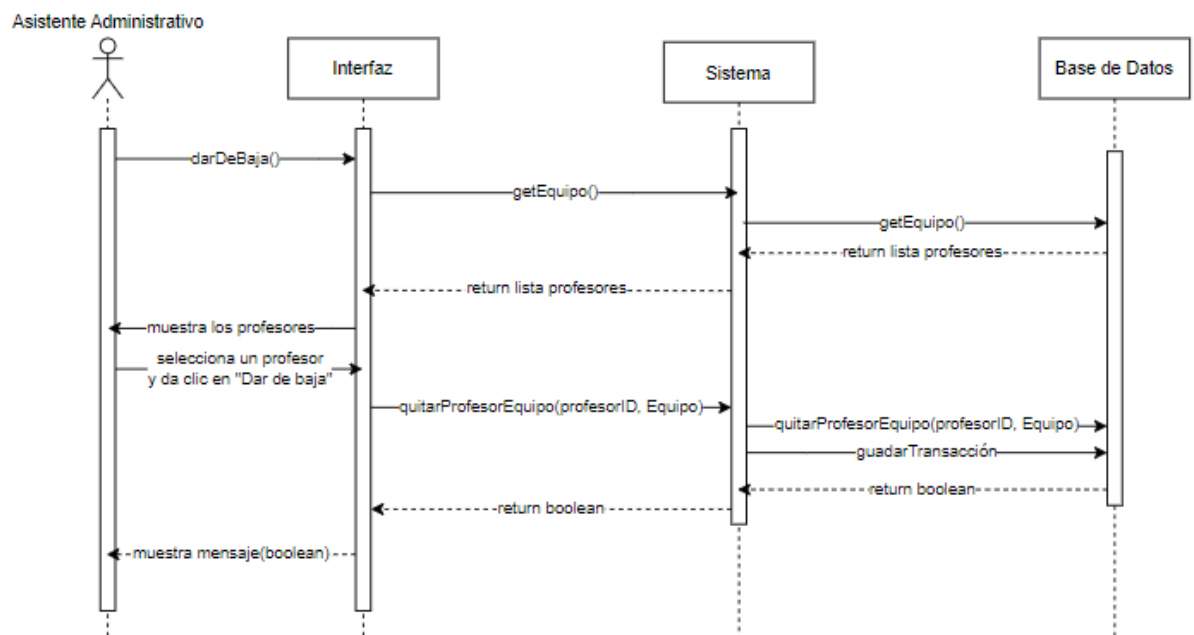 Asistente Administrativo
Interfaz
Sistema
Base de Datos
darDeBaja()
getEquipo()
getEquipo()
return lista profesores
return lista profesores
muestra los profesores
selecciona un profesor
y da clic en "Dar de baja"
quitarProfesorEquipo(profesorID, Equipo)
quitarProfesorEquipo(profesorID, Equipo)
guadarTransacción
return boolean
return boolean
muestra mensaje(boolean)